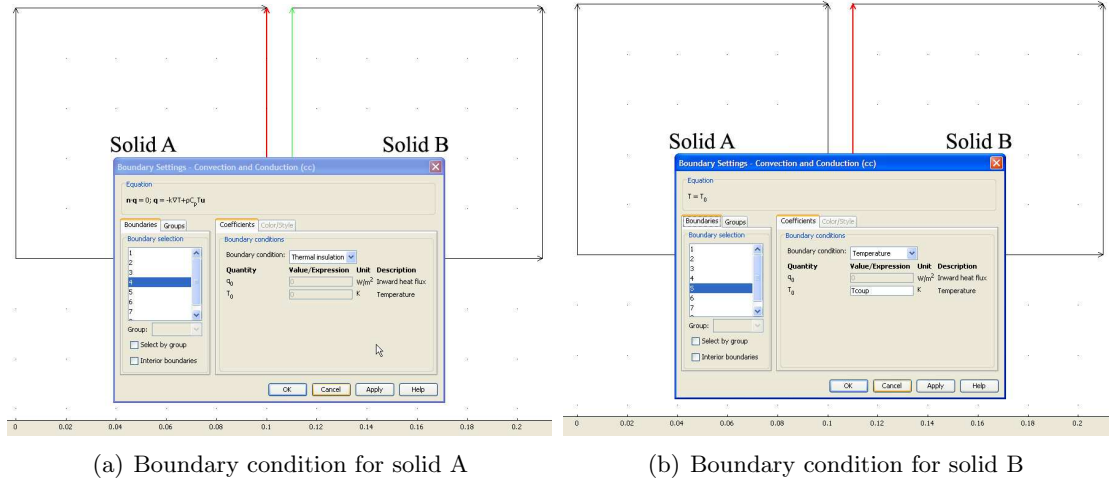 Solid A
Solid B
Boundary Settings - Convection and Conduction (cc)
Equation
n·q = 0; q = -k∇T+ρCpTu
Boundaries Groups
Coefficients Color/Style
Boundary selection
1
2
3
4
5
6
7
Group:
Select by group
Interior boundaries
Boundary conditions
Boundary condition: Thermal insulation
Quantity Value/Expression Unit Description
q0 0 W/m² Inward heat flux
T0 0 K Temperature
OK Cancel Apply Help
0 0.02 0.04 0.06 0.08 0.1 0.12 0.14 0.16 0.18 0.2
(a) Boundary condition for solid A
Solid A
Solid B
Boundary Settings - Convection and Conduction (cc)
Equation
T = T0
Boundaries Groups
Coefficients Color/Style
Boundary selection
1
2
3
4
5
6
7
Group:
Select by group
Interior boundaries
Boundary conditions
Boundary condition: Temperature
Quantity Value/Expression Unit Description
q0 0 W/m² Inward heat flux
T0 Tcoup K Temperature
OK Cancel Apply Help
0 0.02 0.04 0.06 0.08 0.1 0.12 0.14 0.16 0.18 0.2
(b) Boundary condition for solid B